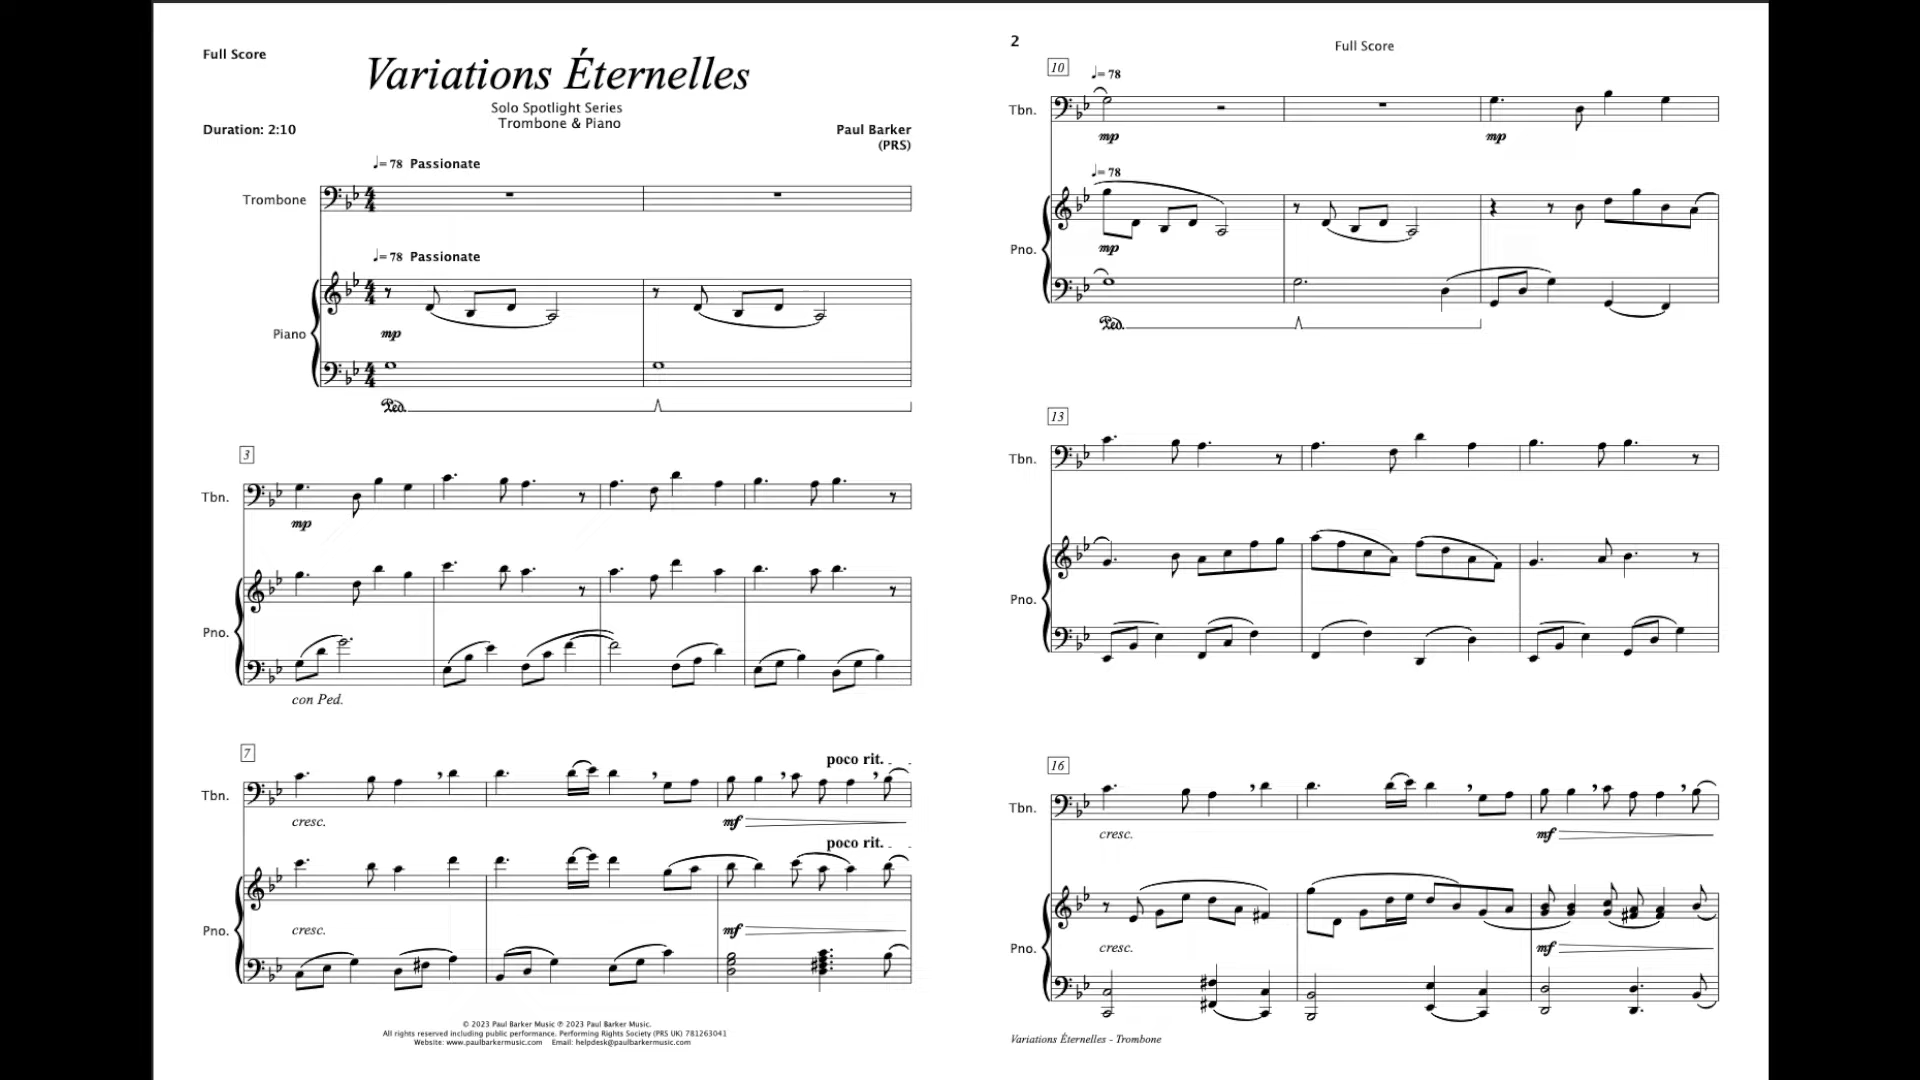 Full Score
Variations Éternelles
Solo Spotlight Series
Trombone & Piano
Duration: 2:10
Paul Barker
(PRS)
♩= 78 Passionate
Trombone
♩= 78 Passionate
Piano
mp
Ped.
3
Tbn.
mp
Pno.
con Ped.
7
poco rit.
Tbn.
cresc.
mf
poco rit.
Pno.
cresc.
mf
© 2023 Paul Barker Music ℗ 2023 Paul Barker Music.
All rights reserved including public performance. Performing Rights Society (PRS UK) 781263041
Website: www.paulbarkermusic.com Email: helpdesk@paulbarkermusic.com
2
Full Score
10
♩= 78
Tbn.
mp
mp
♩= 78
Pno.
mp
Ped.
13
Tbn.
Pno.
16
Tbn.
cresc.
mf
Pno.
cresc.
mf
Variations Éternelles - Trombone